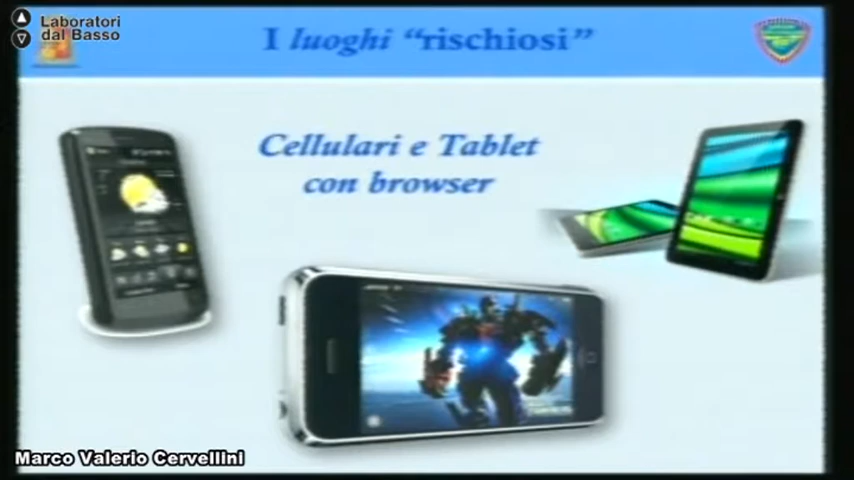 Laboratori
dal Basso
I luoghi “rischiosi”
Cellulari e Tablet
con browser
Marco Valerio Cervellini